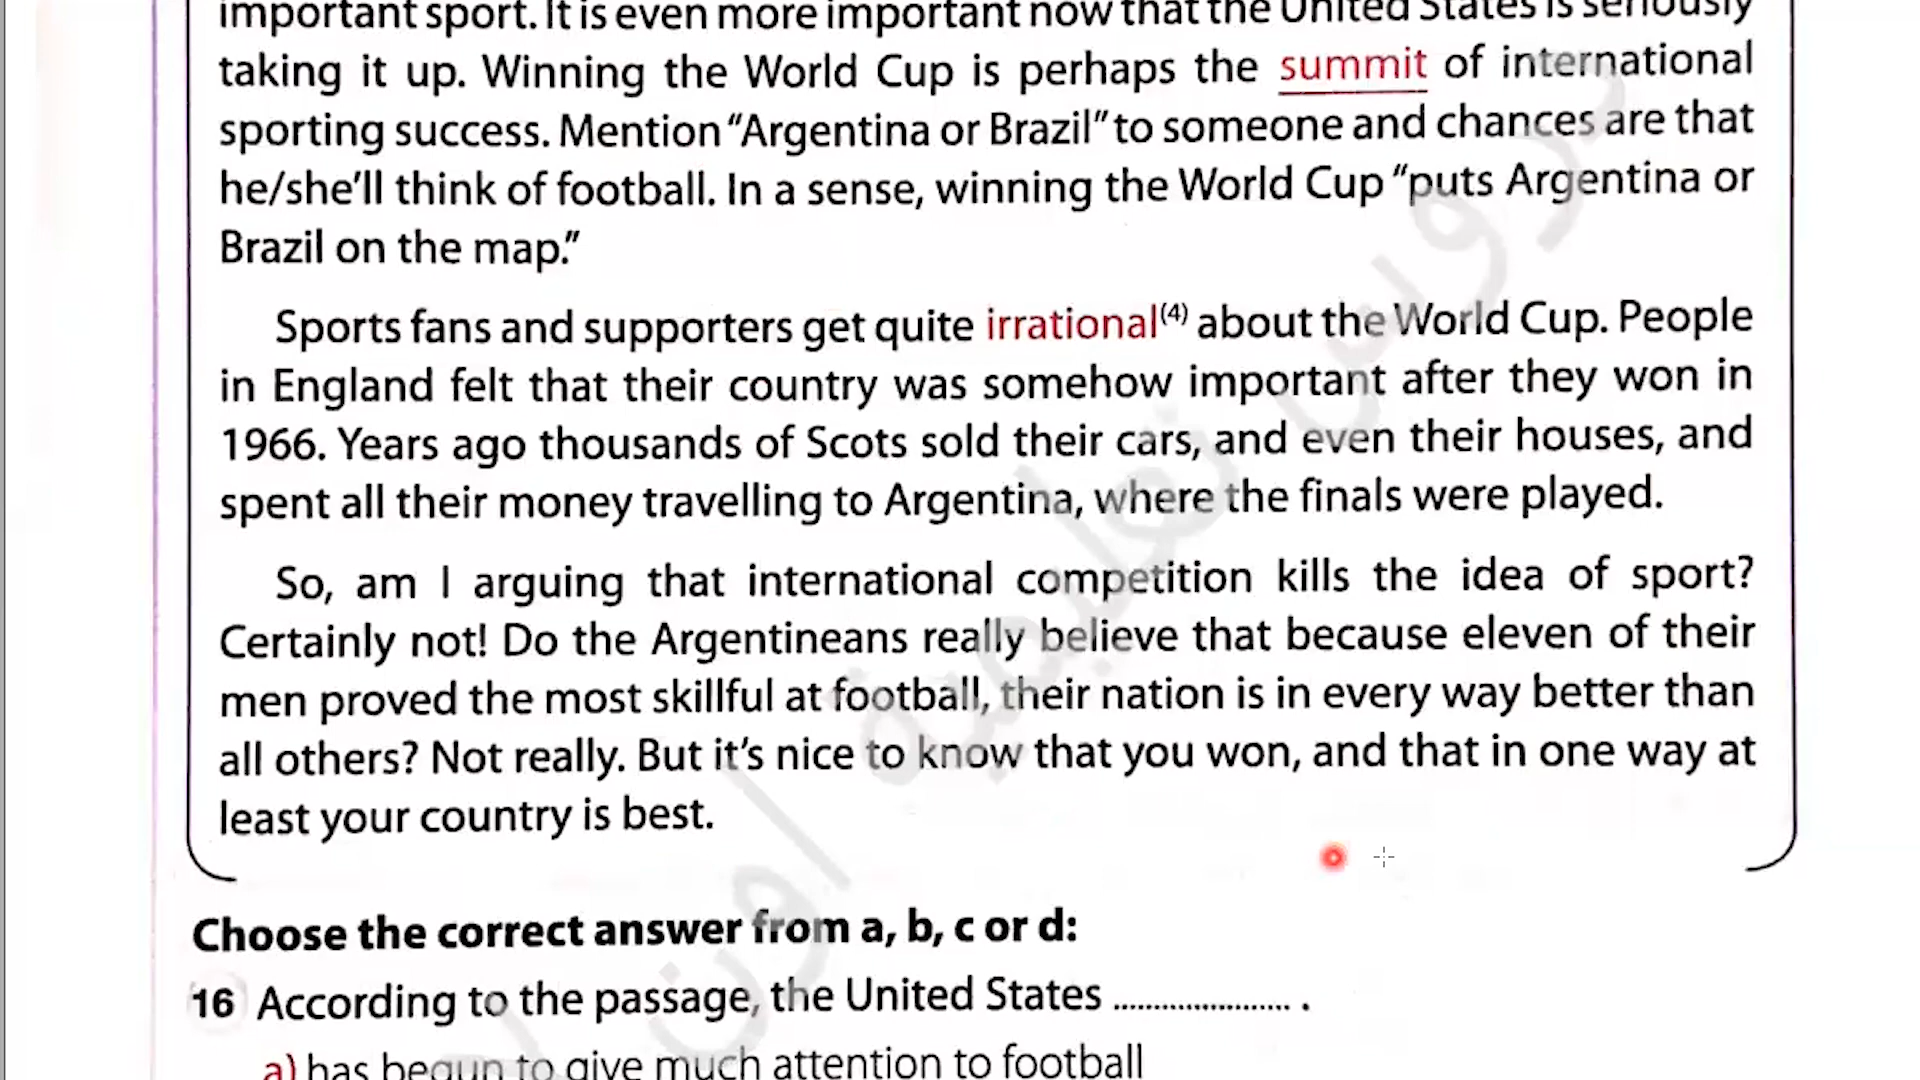 important sport. It is even more important now that the United States is seriously
taking it up. Winning the World Cup is perhaps the summit of international
sporting success. Mention “Argentina or Brazil” to someone and chances are that
he/she’ll think of football. In a sense, winning the World Cup “puts Argentina or
Brazil on the map.”
Sports fans and supporters get quite irrational(4) about the World Cup. People
in England felt that their country was somehow important after they won in
1966. Years ago thousands of Scots sold their cars, and even their houses, and
spent all their money travelling to Argentina, where the finals were played.
So, am I arguing that international competition kills the idea of sport?
Certainly not! Do the Argentineans really believe that because eleven of their
men proved the most skillful at football, their nation is in every way better than
all others? Not really. But it’s nice to know that you won, and that in one way at
least your country is best.
Choose the correct answer from a, b, c or d:
16 According to the passage, the United States ...................... .
a) has begun to give much attention to football
دروس تعليمية اون